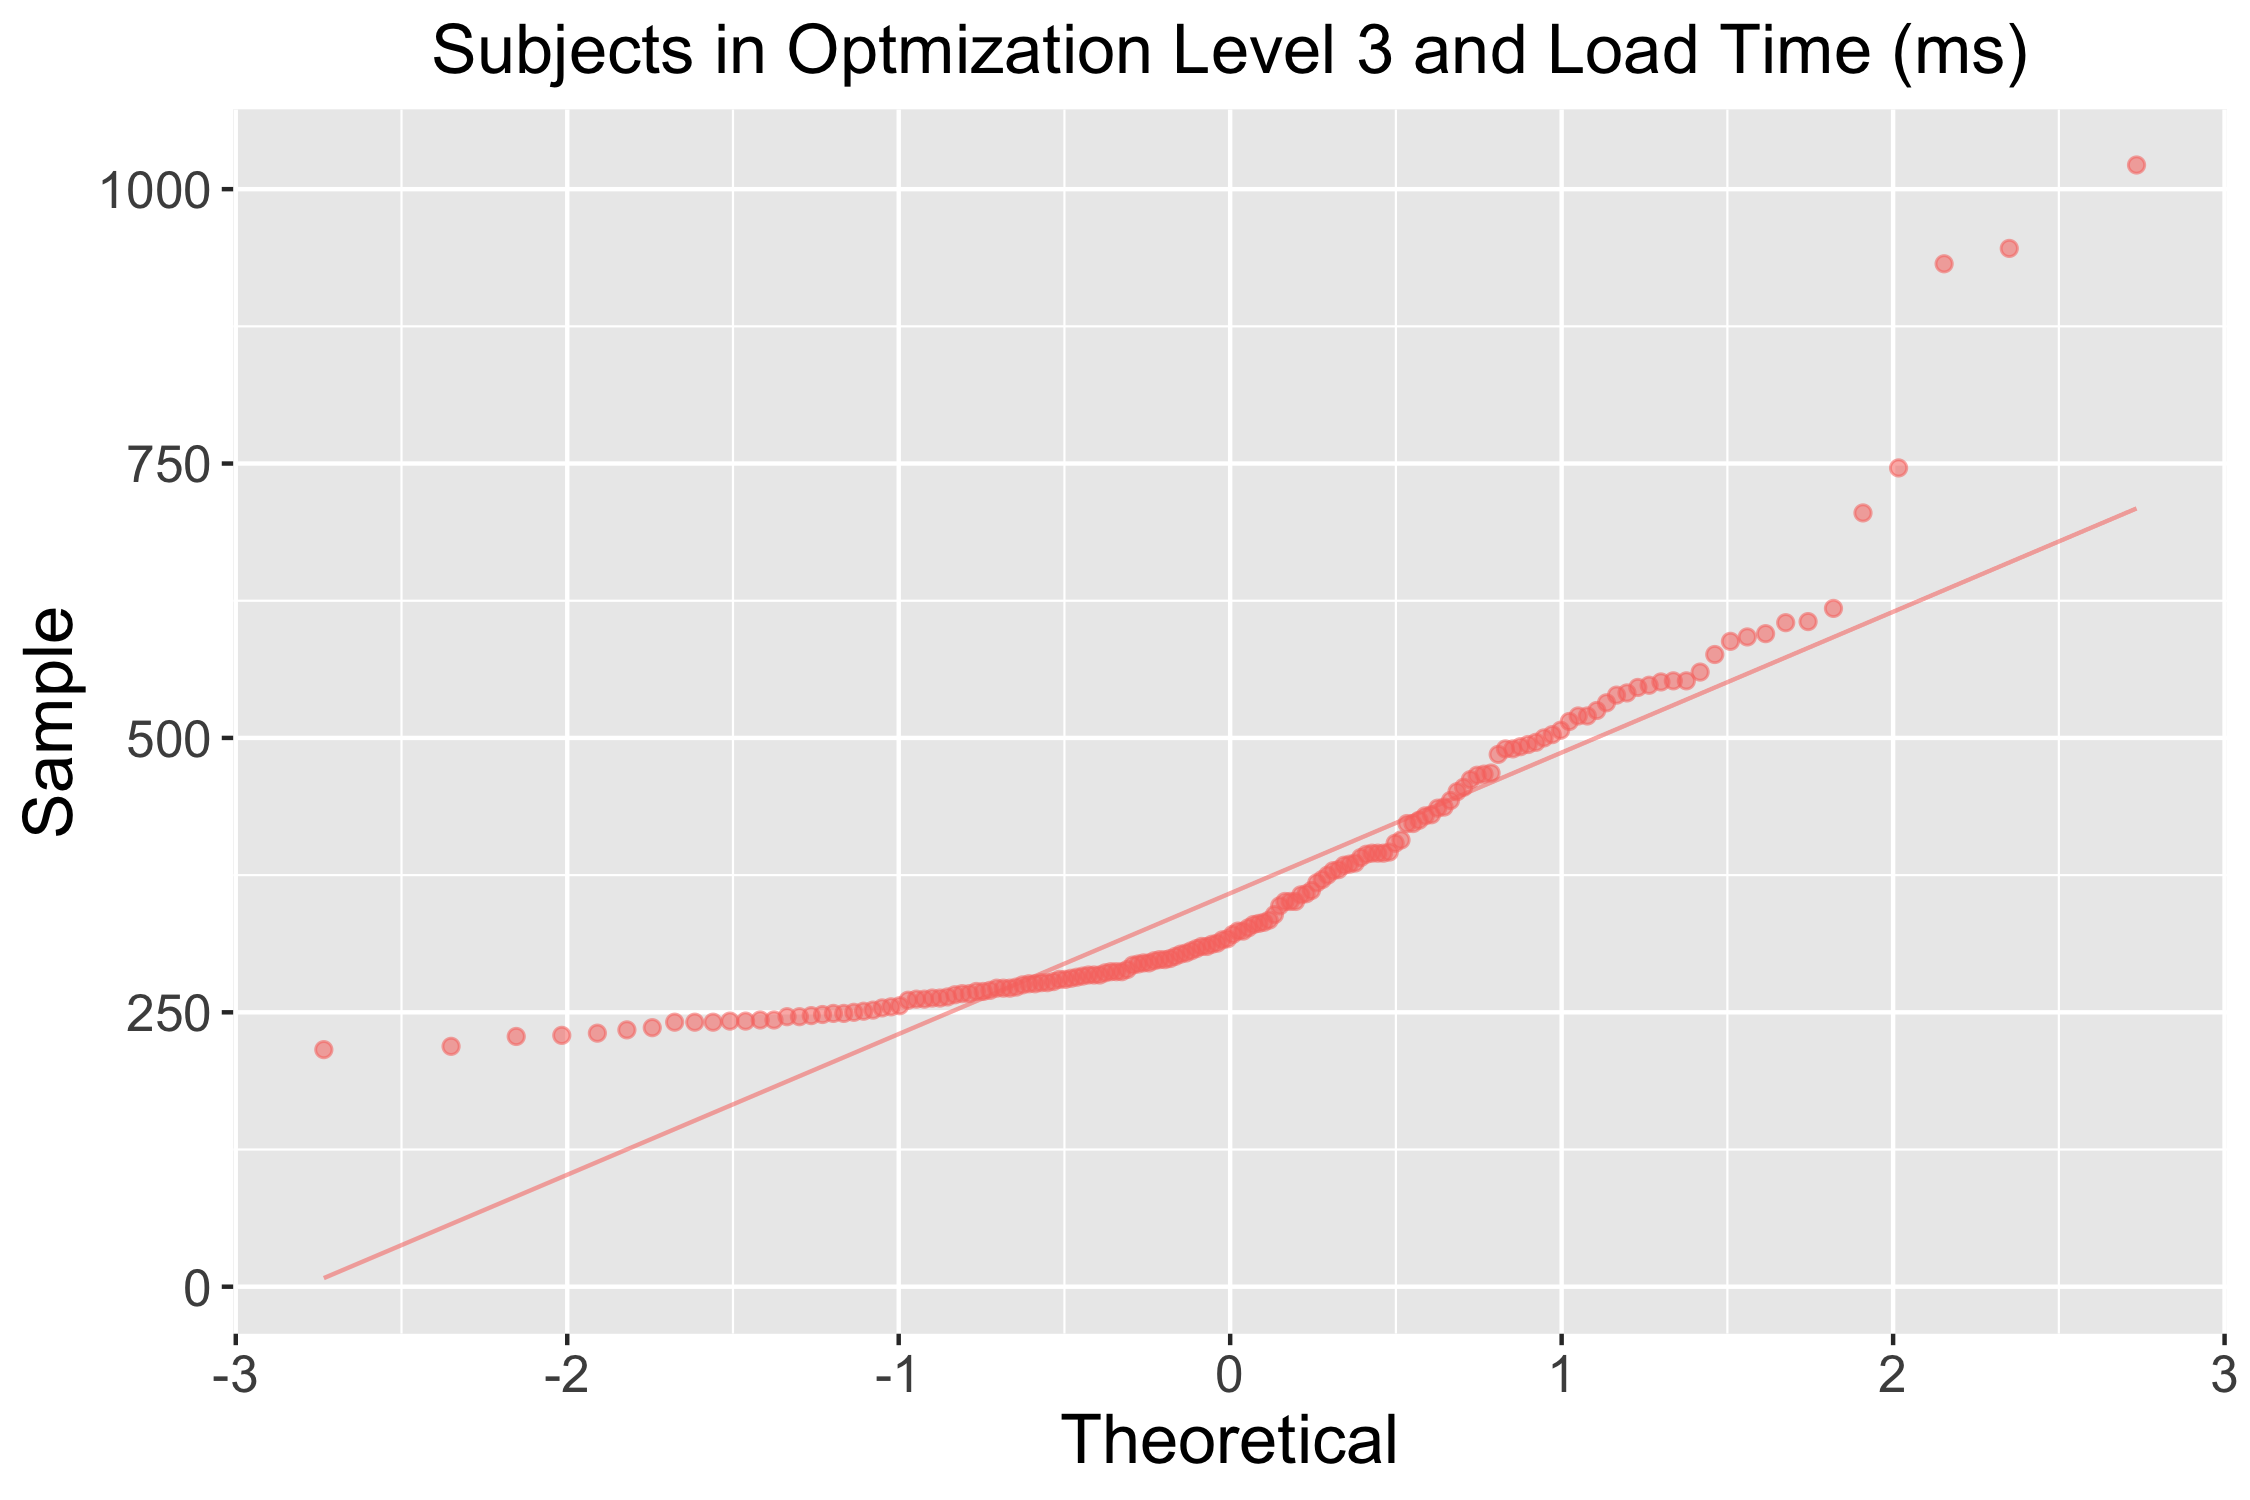 Subjects in Optmization Level 3 and Load Time (ms)
1000
750
500
250
0
Sample
-3 -2 -1 0 1 2 3
Theoretical